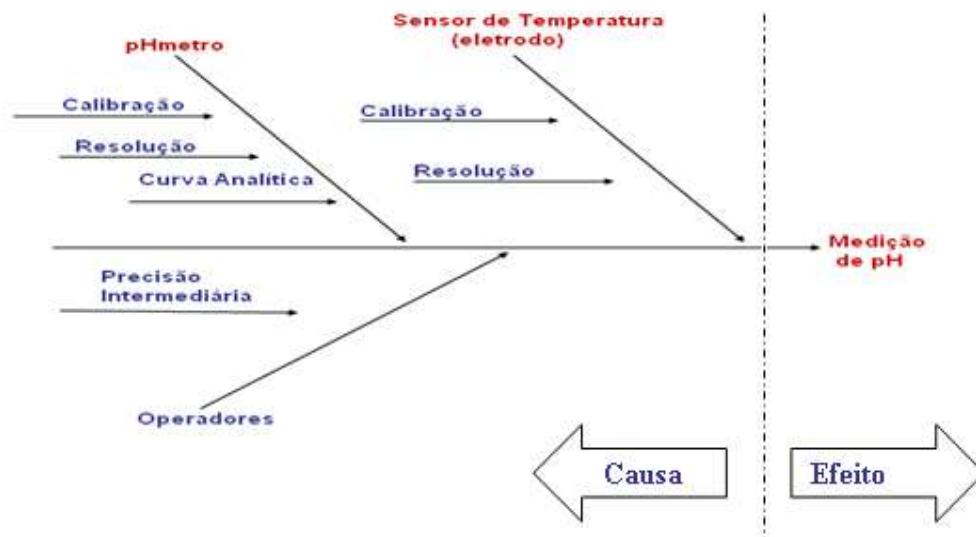 Sensor de Temperatura
(eletrodo)
pHmetro
Calibração
Resolução
Curva Analítica
Calibração
Resolução
Medição
de pH
Precisão
Intermediária
Operadores
Causa
Efeito